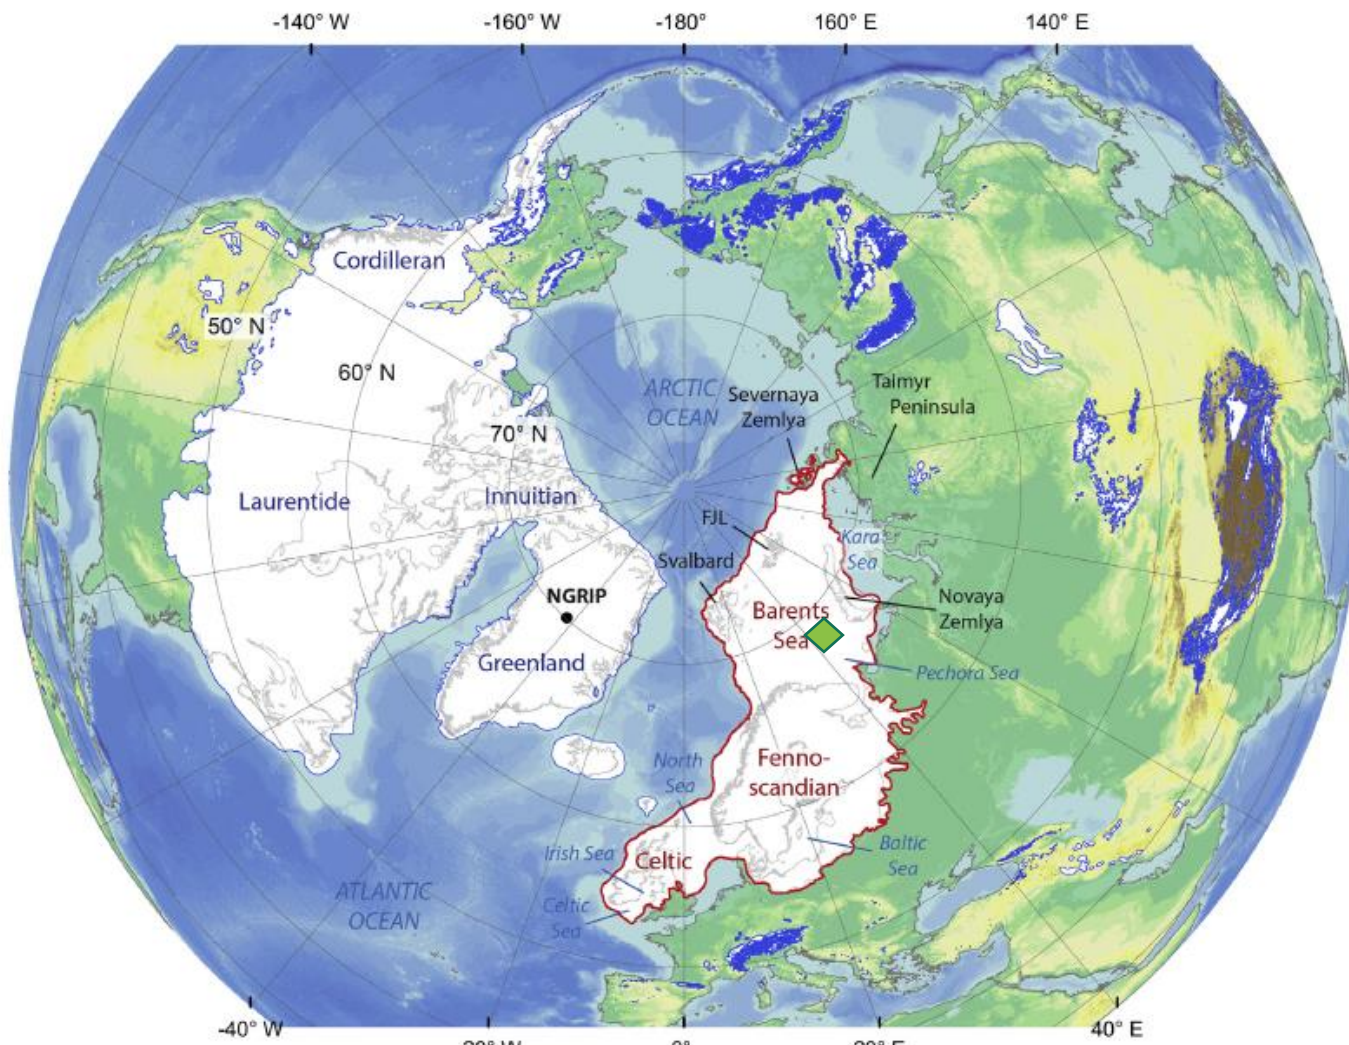 -140° W
-160° W
-180°
160° E
140° E
Cordilleran
50° N
60° N
70° N
ARCTIC
OCEAN
Severnaya
Zemlya
Taimyr
Peninsula
Laurentide
Innuitian
FJL
Kara
Sea
Svalbard
NGRIP
Barents
Sea
Novaya
Zemlya
Greenland
Pechora Sea
North
Sea
Fenno-
scandian
Irish Sea
Celtic
Baltic
Sea
ATLANTIC
OCEAN
Celtic
Sea
-40° W
-20° W
0°
20° E
40° E